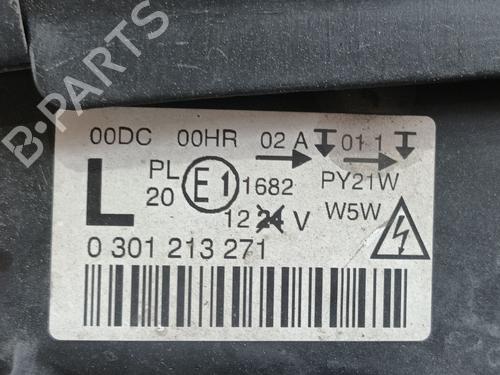 B-PARTS
00DC 00HR 02 A 01 1
L PL 20 E1 1682 PY21W
12 24 V W5W
0 301 213 271